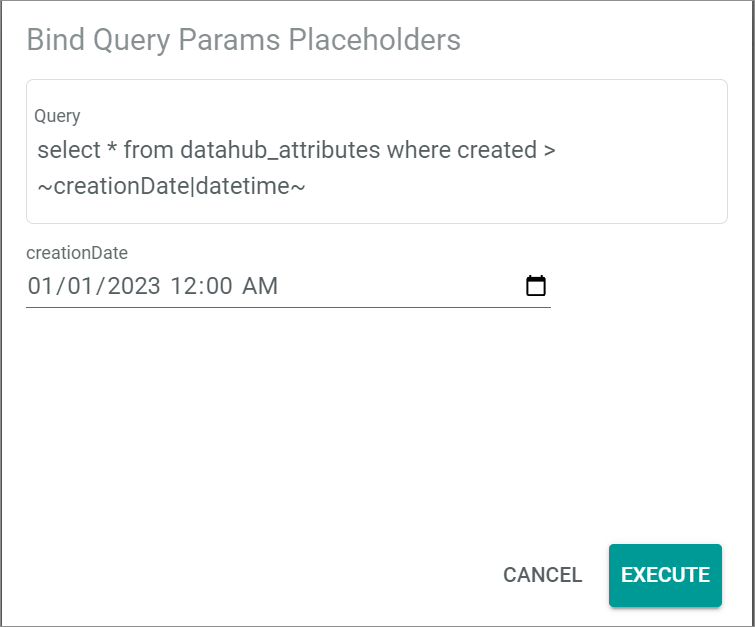 Bind Query Params Placeholders
Query
select * from datahub_attributes where created >
~creationDate|datetime~
creationDate
01/01/2023 12:00 AM
CANCEL
EXECUTE